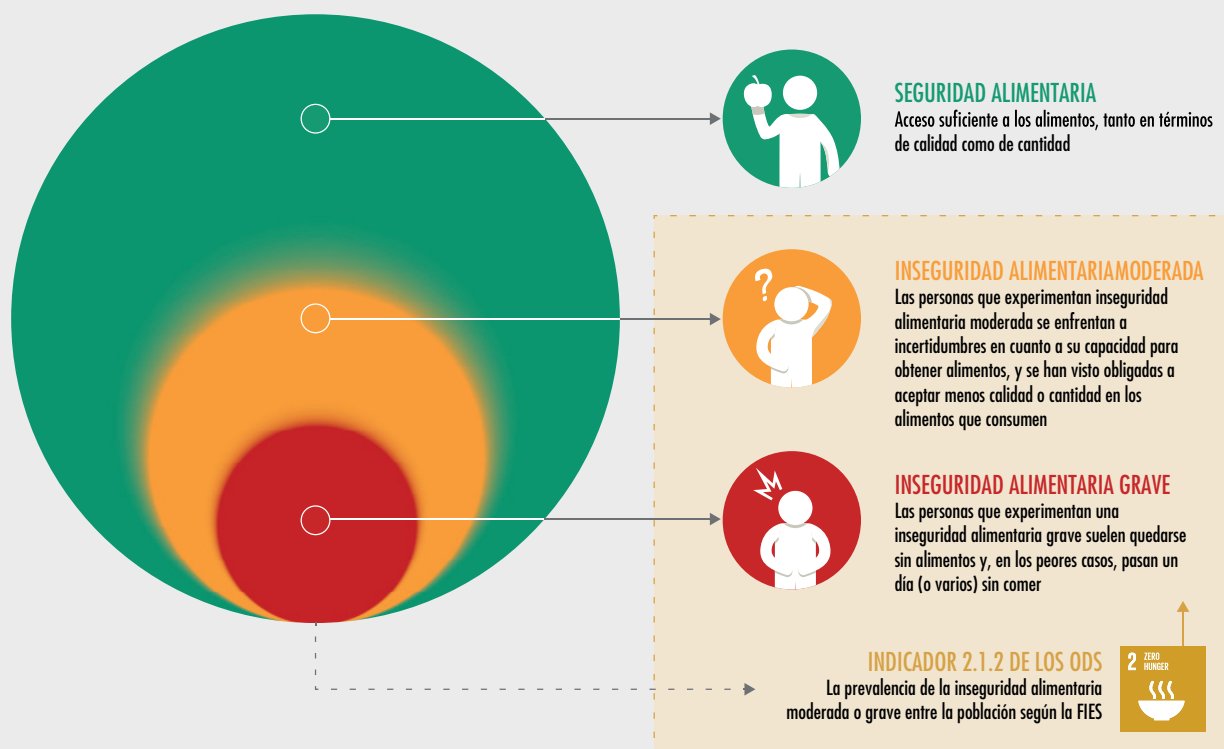 SEGURIDAD ALIMENTARIA
Acceso suficiente a los alimentos, tanto en términos
de calidad como de cantidad
?
INSEGURIDAD ALIMENTARIAMODERADA
Las personas que experimentan inseguridad
alimentaria moderada se enfrentan a
incertidumbres en cuanto a su capacidad para
obtener alimentos, y se han visto obligadas a
aceptar menos calidad o cantidad en los
alimentos que consumen
INSEGURIDAD ALIMENTARIA GRAVE
Las personas que experimentan una
inseguridad alimentaria grave suelen quedarse
sin alimentos y, en los peores casos, pasan un
día (o varios) sin comer
INDICADOR 2.1.2 DE LOS ODS
La prevalencia de la inseguridad alimentaria
moderada o grave entre la población según la FIES
2 ZERO
HUNGER